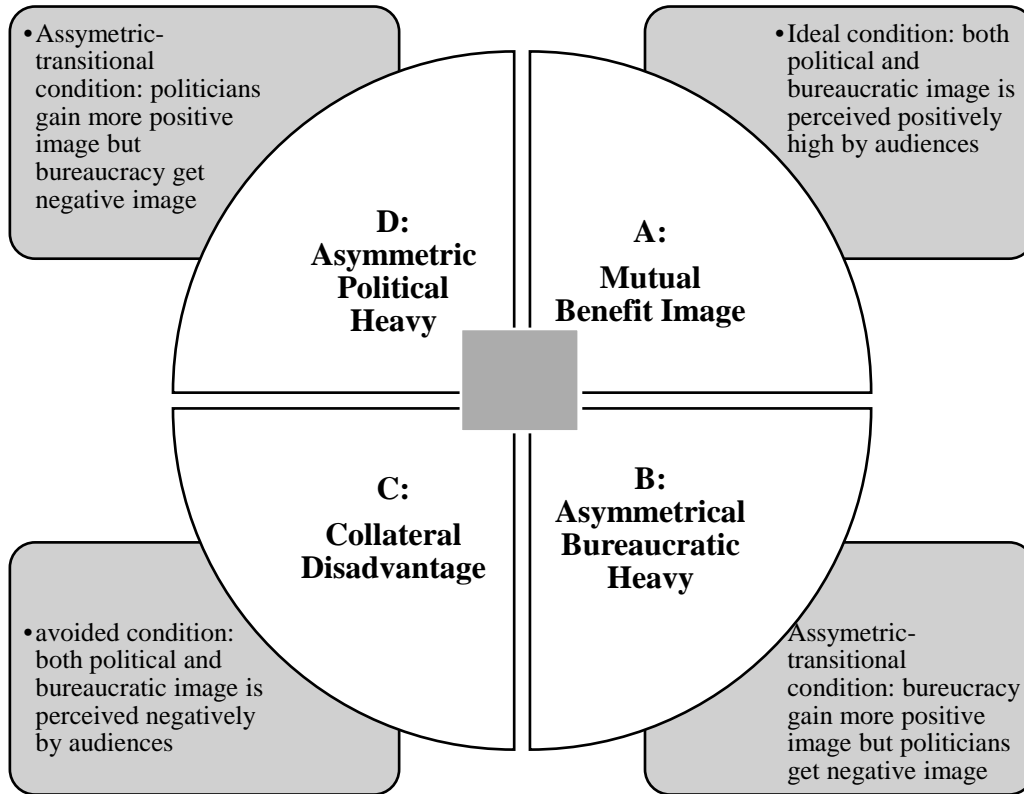 •Assymetric-
transitional
condition: politicians
gain more positive
image but
bureaucracy get
negative image
•Ideal condition: both
political and
bureaucratic image is
perceived positively
high by audiences
D:
Asymmetric
Political
Heavy
A:
Mutual
Benefit Image
C:
Collateral
Disadvantage
B:
Asymmetrical
Bureaucratic
Heavy
•avoided condition:
both political and
bureaucratic image is
perceived negatively
by audiences
Assymetric-
transitional
condition: bureucracy
gain more positive
image but politicians
get negative image